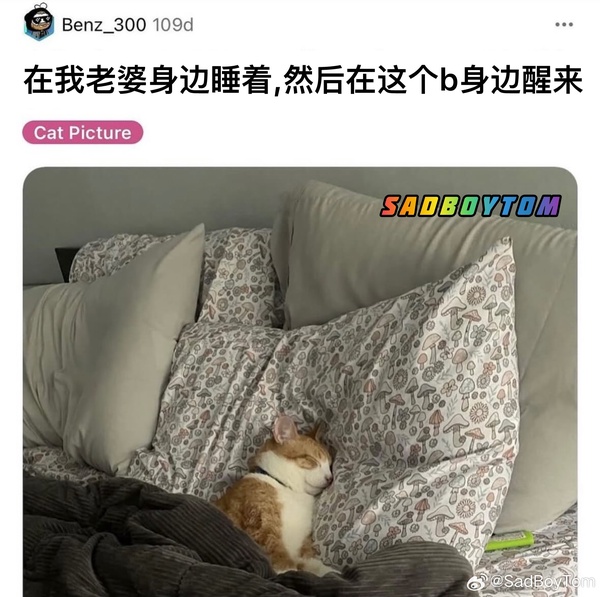 Benz_300 109d
在我老婆身边睡着,然后在这个b身边醒来
Cat Picture
SADBOYTOM
@SadBoyTom